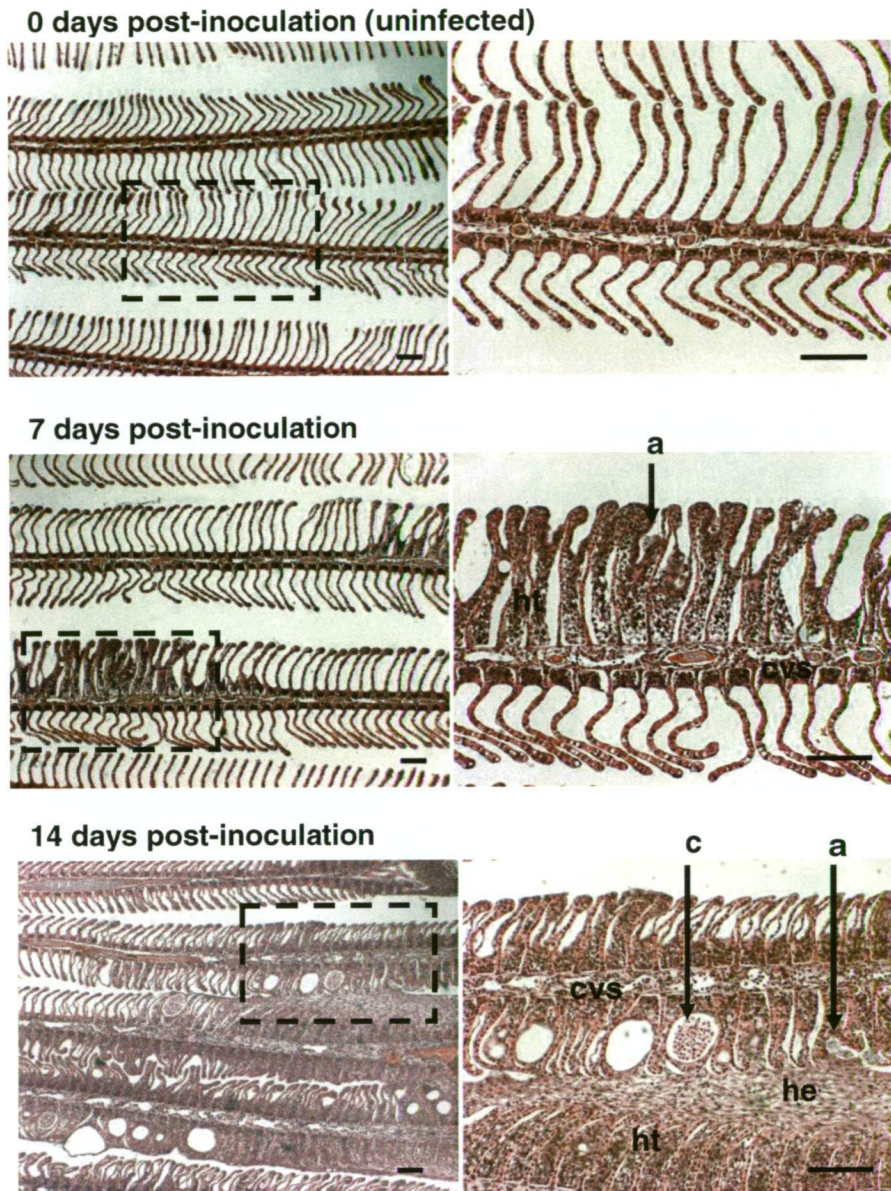 0 days post-inoculation (uninfected)
7 days post-inoculation
a
ht
cvs
14 days post-inoculation
c
a
cvs
he
ht